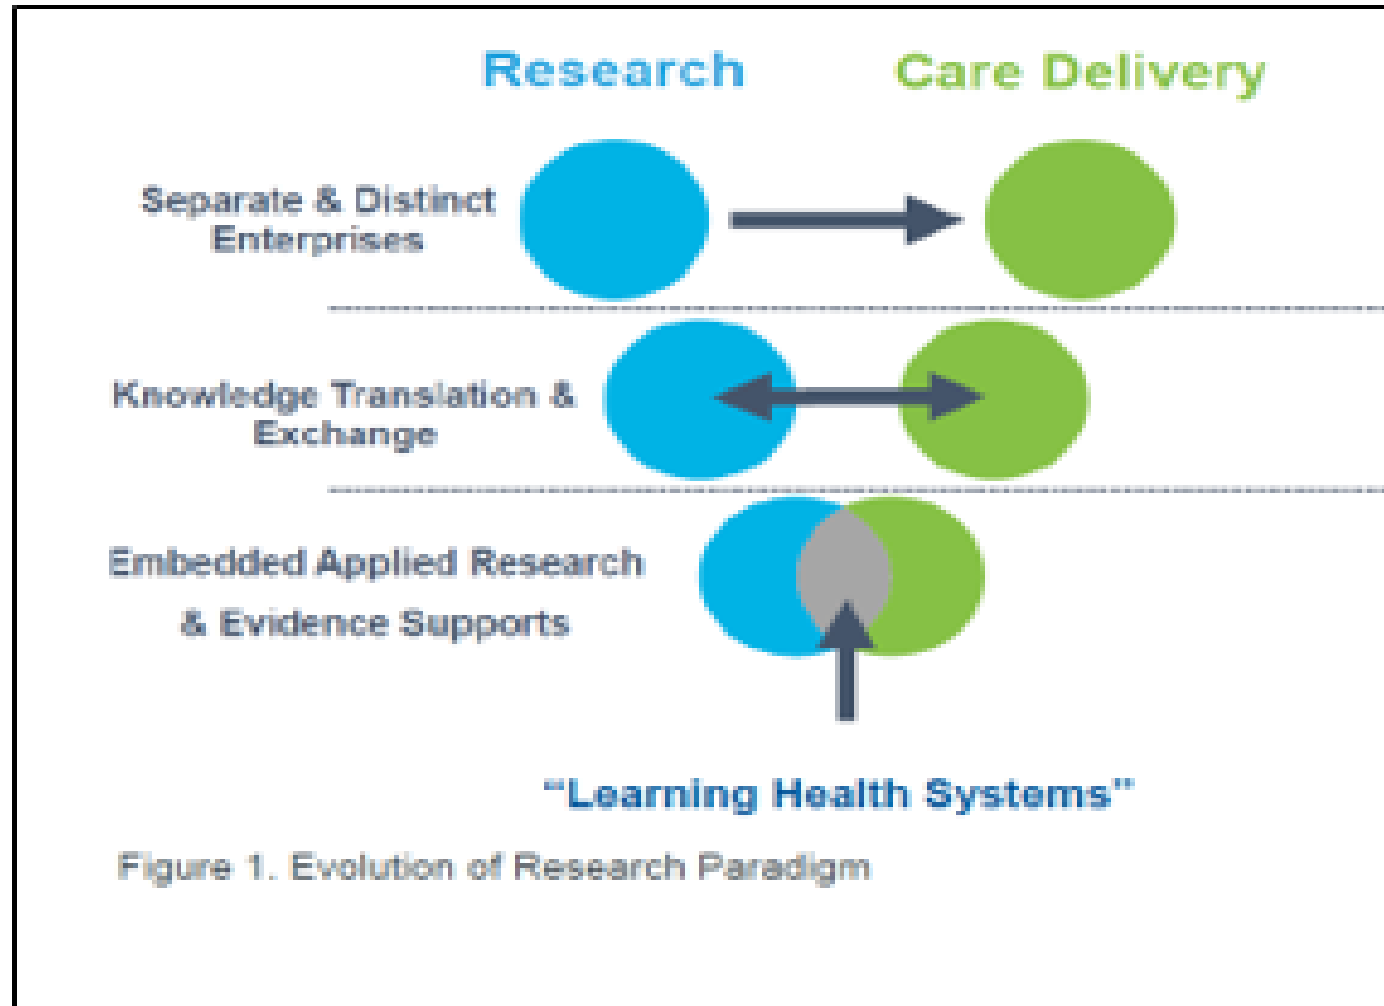 Research
Care Delivery
Separate & Distinct
Enterprises
Knowledge Translation &
Exchange
Embedded Applied Research
& Evidence Supports
“Learning Health Systems”
Figure 1. Evolution of Research Paradigm